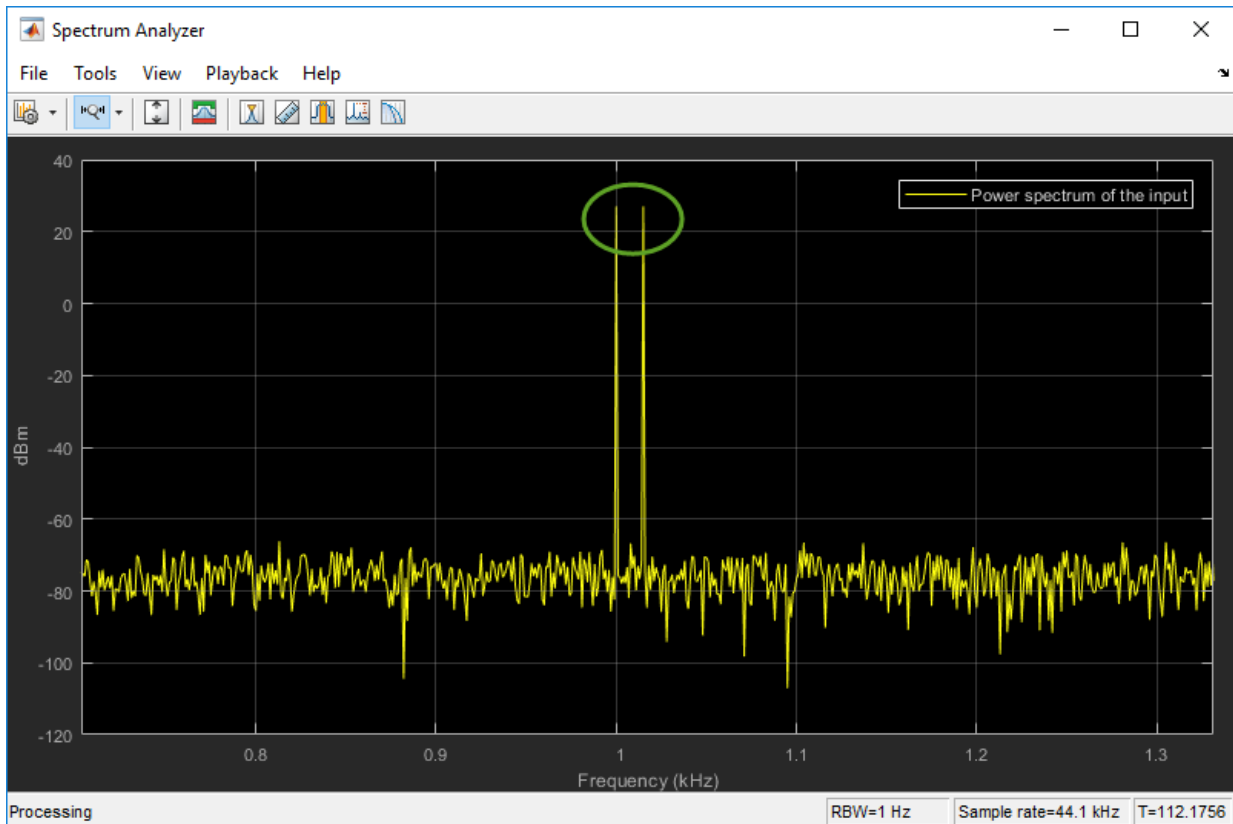 Spectrum Analyzer
File Tools View Playback Help
40
20
0
-20
-40
-60
-80
-100
-120
dBm
Power spectrum of the input
0.8 0.9 1 1.1 1.2 1.3
Frequency (kHz)
Processing RBW=1 Hz Sample rate=44.1 kHz T=112.1756